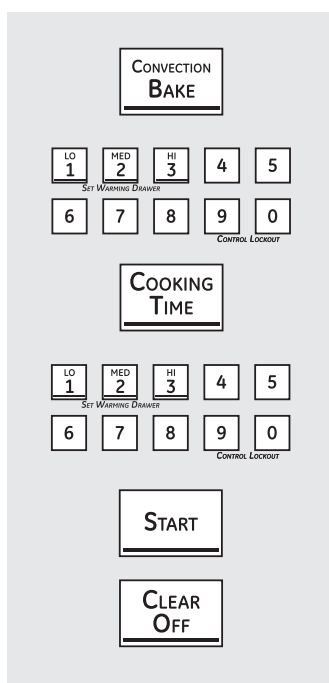 CONVECTION
BAKE
LO MED HI
1 2 3 4 5
SET WARMING DRAWER
6 7 8 9 0
CONTROL LOCKOUT
COOKING
TIME
LO MED HI
1 2 3 4 5
SET WARMING DRAWER
6 7 8 9 0
CONTROL LOCKOUT
START
CLEAR
OFF